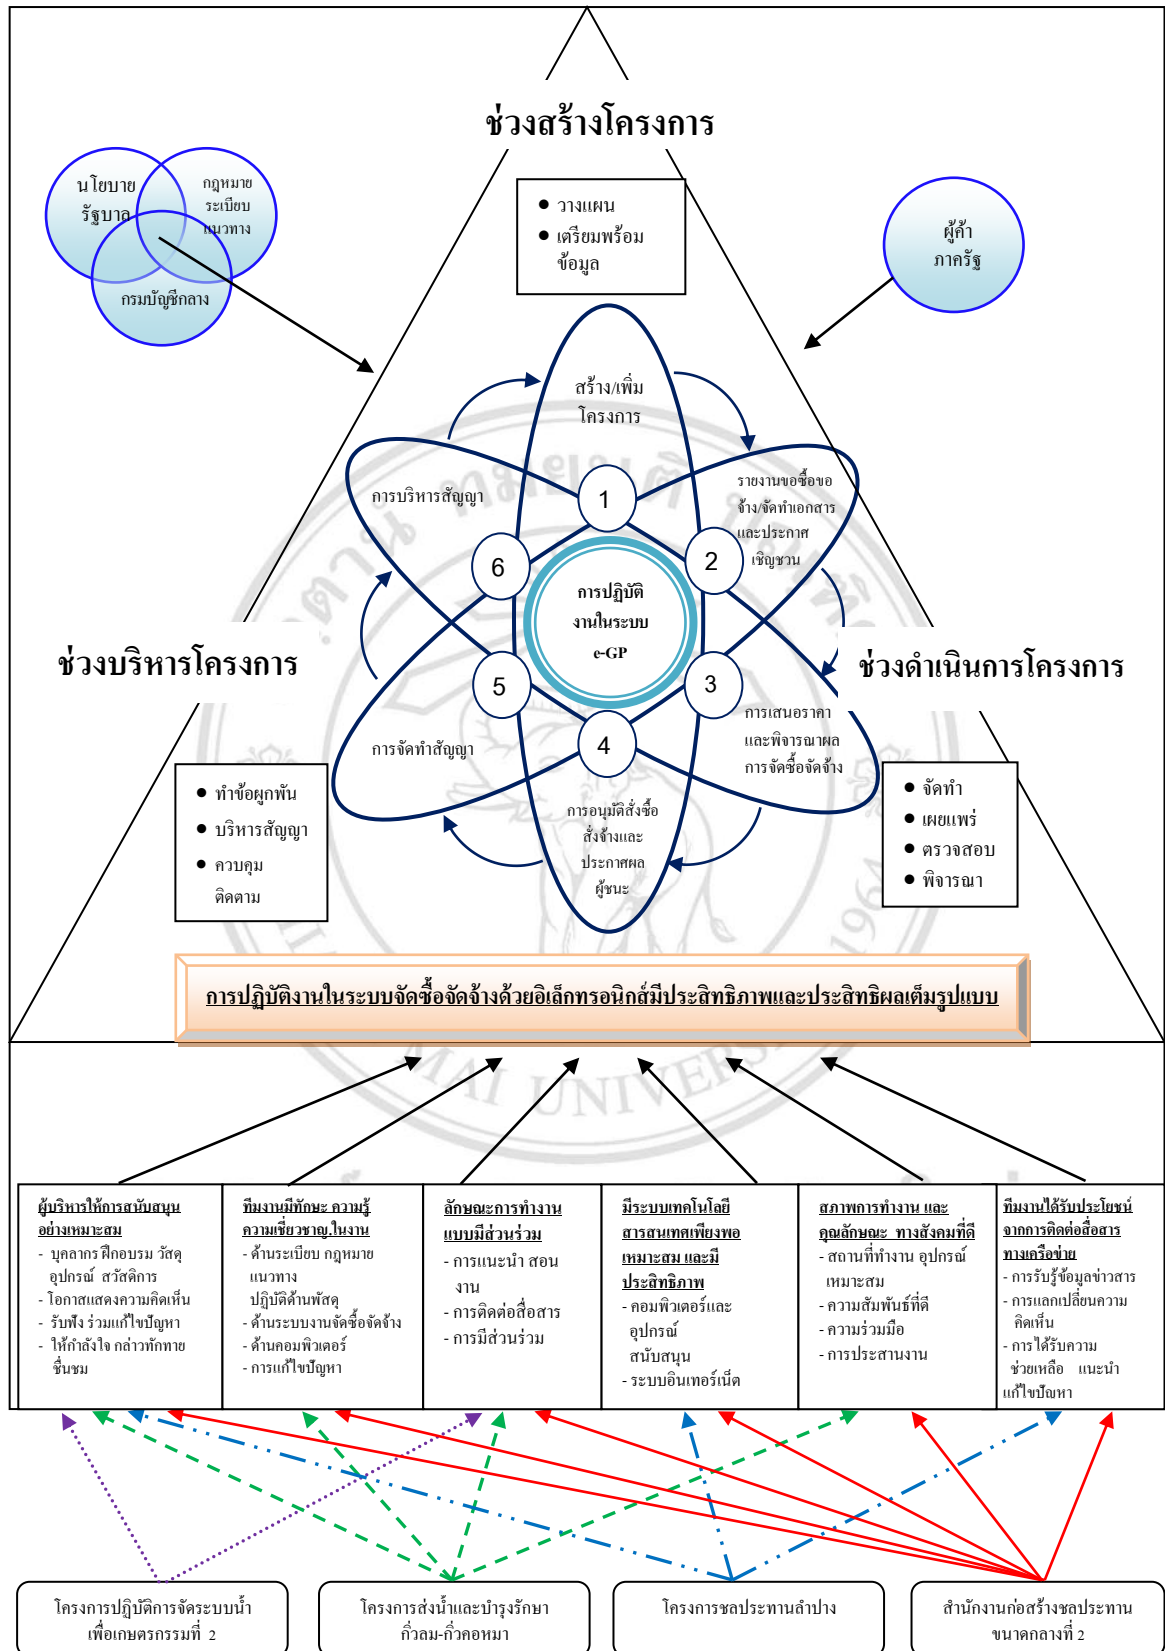 ช่วงสร้างโครงการ
นโยบาย
รัฐบาล
กฎหมาย
ระเบียบ
แนวทาง
กรมบัญชีกลาง
• วางแผน
• เตรียมพร้อม
ข้อมูล
ผู้ค้า
ภาครัฐ
สร้าง/เพิ่ม
โครงการ
การบริหารสัญญา
รายงานขอซื้อขอ
จ้าง/จัดทำเอกสาร
และประกาศ
เชิญชวน
1
2
6
การปฏิบัติ
งานในระบบ
e-GP
5
3
4
ช่วงบริหารโครงการ
ช่วงดำเนินการโครงการ
การจัดทำสัญญา
การเสนอราคา
และพิจารณาผล
การจัดซื้อจัดจ้าง
การอนุมัติสั่งซื้อ
สั่งจ้างและ
ประกาศผล
ผู้ชนะ
• ทำข้อผูกพัน
• บริหารสัญญา
• ควบคุม
ติดตาม
• จัดทำ
• เผยแพร่
• ตรวจสอบ
• พิจารณา
1964
MAI UNIVERSI
การปฏิบัติงานในระบบจัดซื้อจัดจ้างด้วยอิเล็กทรอนิกส์มีประสิทธิภาพและประสิทธิผลเต็มรูปแบบ
ผู้บริหารให้การสนับสนุน
อย่างเหมาะสม
- บุคลากร ฝึกอบรม วัสดุ
อุปกรณ์ สวัสดิการ
- โอกาสแสดงความคิดเห็น
- รับฟัง ร่วมแก้ไขปัญหา
- ให้กำลังใจ กล่าวทักทาย
ชื่นชม
ทีมงานมีทักษะ ความรู้
ความเชี่ยวชาญ.ในงาน
- ด้านระเบียบ กฎหมาย
แนวทาง
ปฏิบัติด้านพัสดุ
- ด้านระบบงานจัดซื้อจัดจ้าง
- ด้านคอมพิวเตอร์
- การแก้ไขปัญหา
ลักษณะการทำงาน
แบบมีส่วนร่วม
- การแนะนำ สอน
งาน
- การติดต่อสื่อสาร
- การมีส่วนร่วม
มีระบบเทคโนโลยี
สารสนเทศเพียงพอ
เหมาะสม และมี
ประสิทธิภาพ
- คอมพิวเตอร์และ
อุปกรณ์
สนับสนุน
- ระบบอินเทอร์เน็ต
สภาพการทำงาน และ
คุณลักษณะ ทางสังคมที่ดี
- สถานที่ทำงาน อุปกรณ์
เหมาะสม
- ความสัมพันธ์ที่ดี
- ความร่วมมือ
- การประสานงาน
ทีมงานได้รับประโยชน์
จากการติดต่อสื่อสาร
ทางเครือข่าย
- การรับรู้ข้อมูลข่าวสาร
- การแลกเปลี่ยนความ
คิดเห็น
- การได้รับความ
ช่วยเหลือ แนะนำ
แก้ไขปัญหา
โครงการปฏิบัติการจัดระบบน้ำ
เพื่อเกษตรกรรมที่ 2
โครงการส่งน้ำและบำรุงรักษา
กิ่วลม-กิ่วคอหมา
โครงการชลประทานลำปาง
สำนักงานก่อสร้างชลประทาน
ขนาดกลางที่ 2